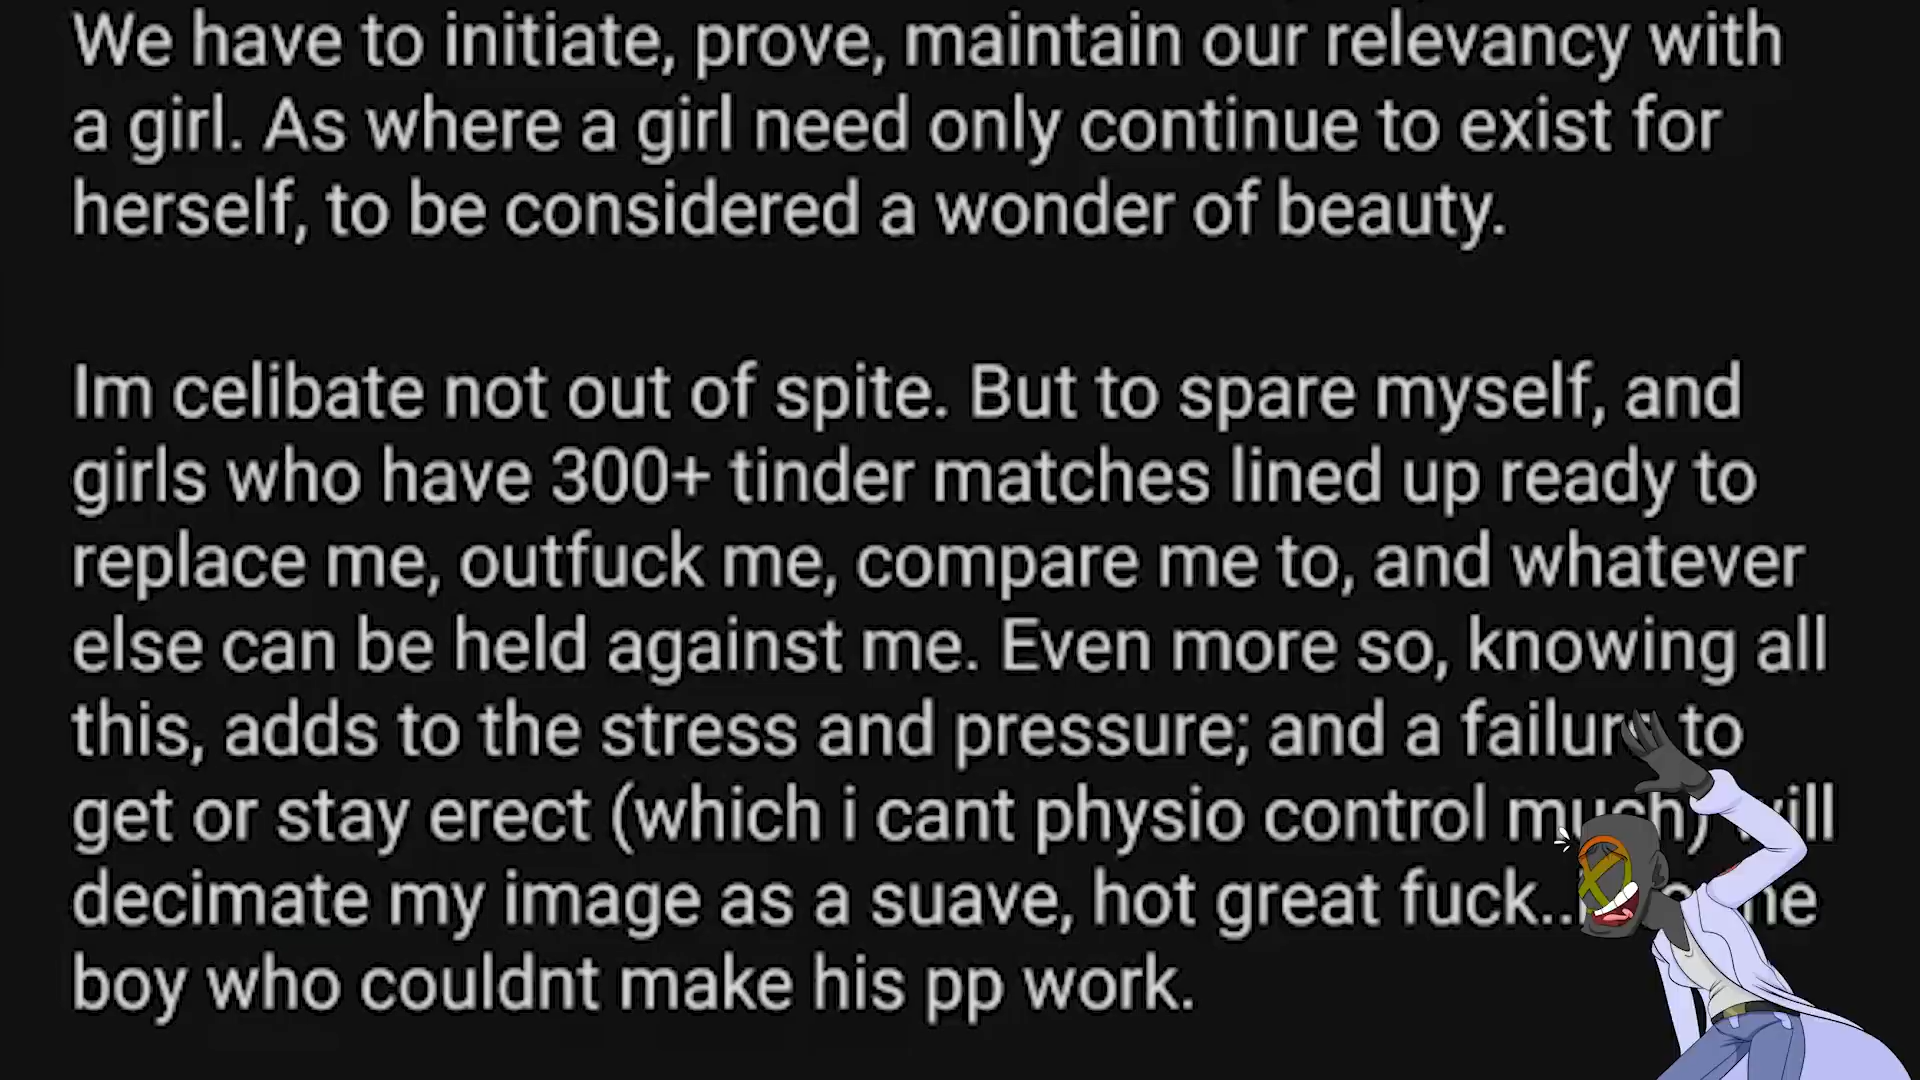 We have to initiate, prove, maintain our relevancy with
a girl. As where a girl need only continue to exist for
herself, to be considered a wonder of beauty.
Im celibate not out of spite. But to spare myself, and
girls who have 300+ tinder matches lined up ready to
replace me, outfuck me, compare me to, and whatever
else can be held against me. Even more so, knowing all
this, adds to the stress and pressure; and a failure to
get or stay erect (which i cant physio control much) will
decimate my image as a suave, hot great fuck..
boy who couldnt make his pp work.